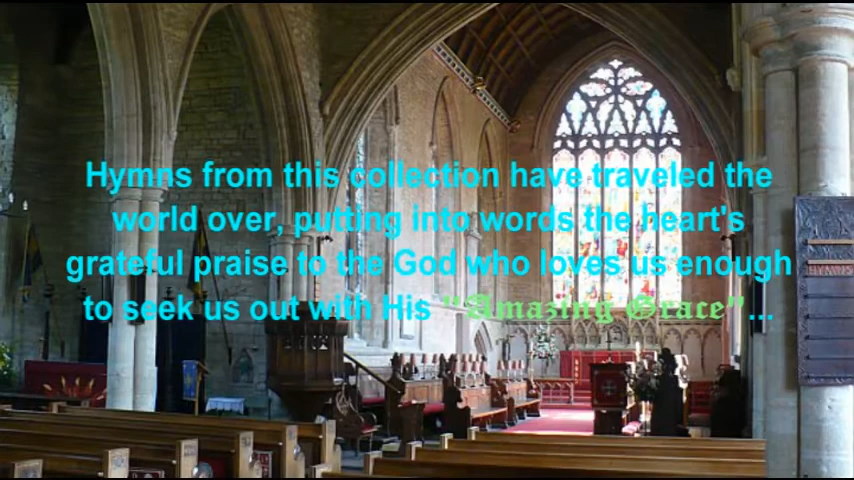 Hymns from this collection have traveled the
world over, putting into words the heart's
grateful praise to the God who loves us enough
to seek us out with His "Amazing Grace"...
HYMNS